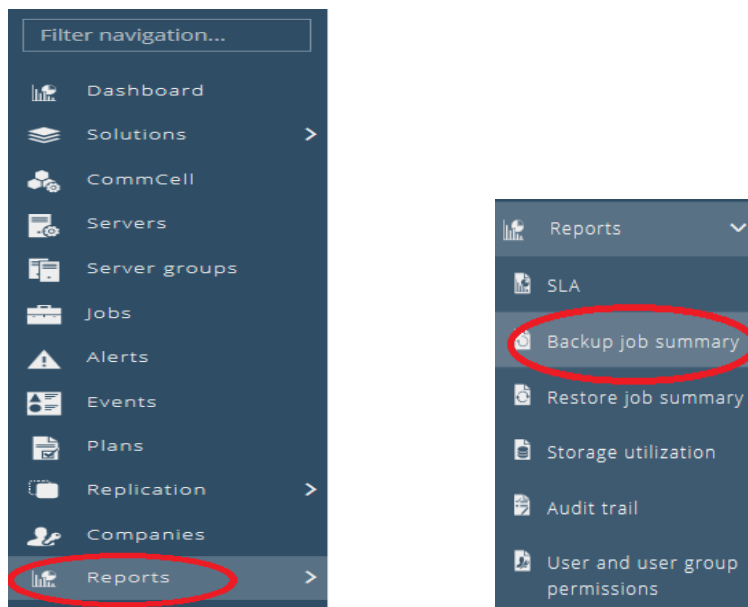 Filter navigation...
Dashboard
Solutions
CommCell
Servers
Server groups
Jobs
Alerts
Events
Plans
Replication
Companies
Reports
Reports
SLA
Backup job summary
Restore job summary
Storage utilization
Audit trail
User and user group
permissions